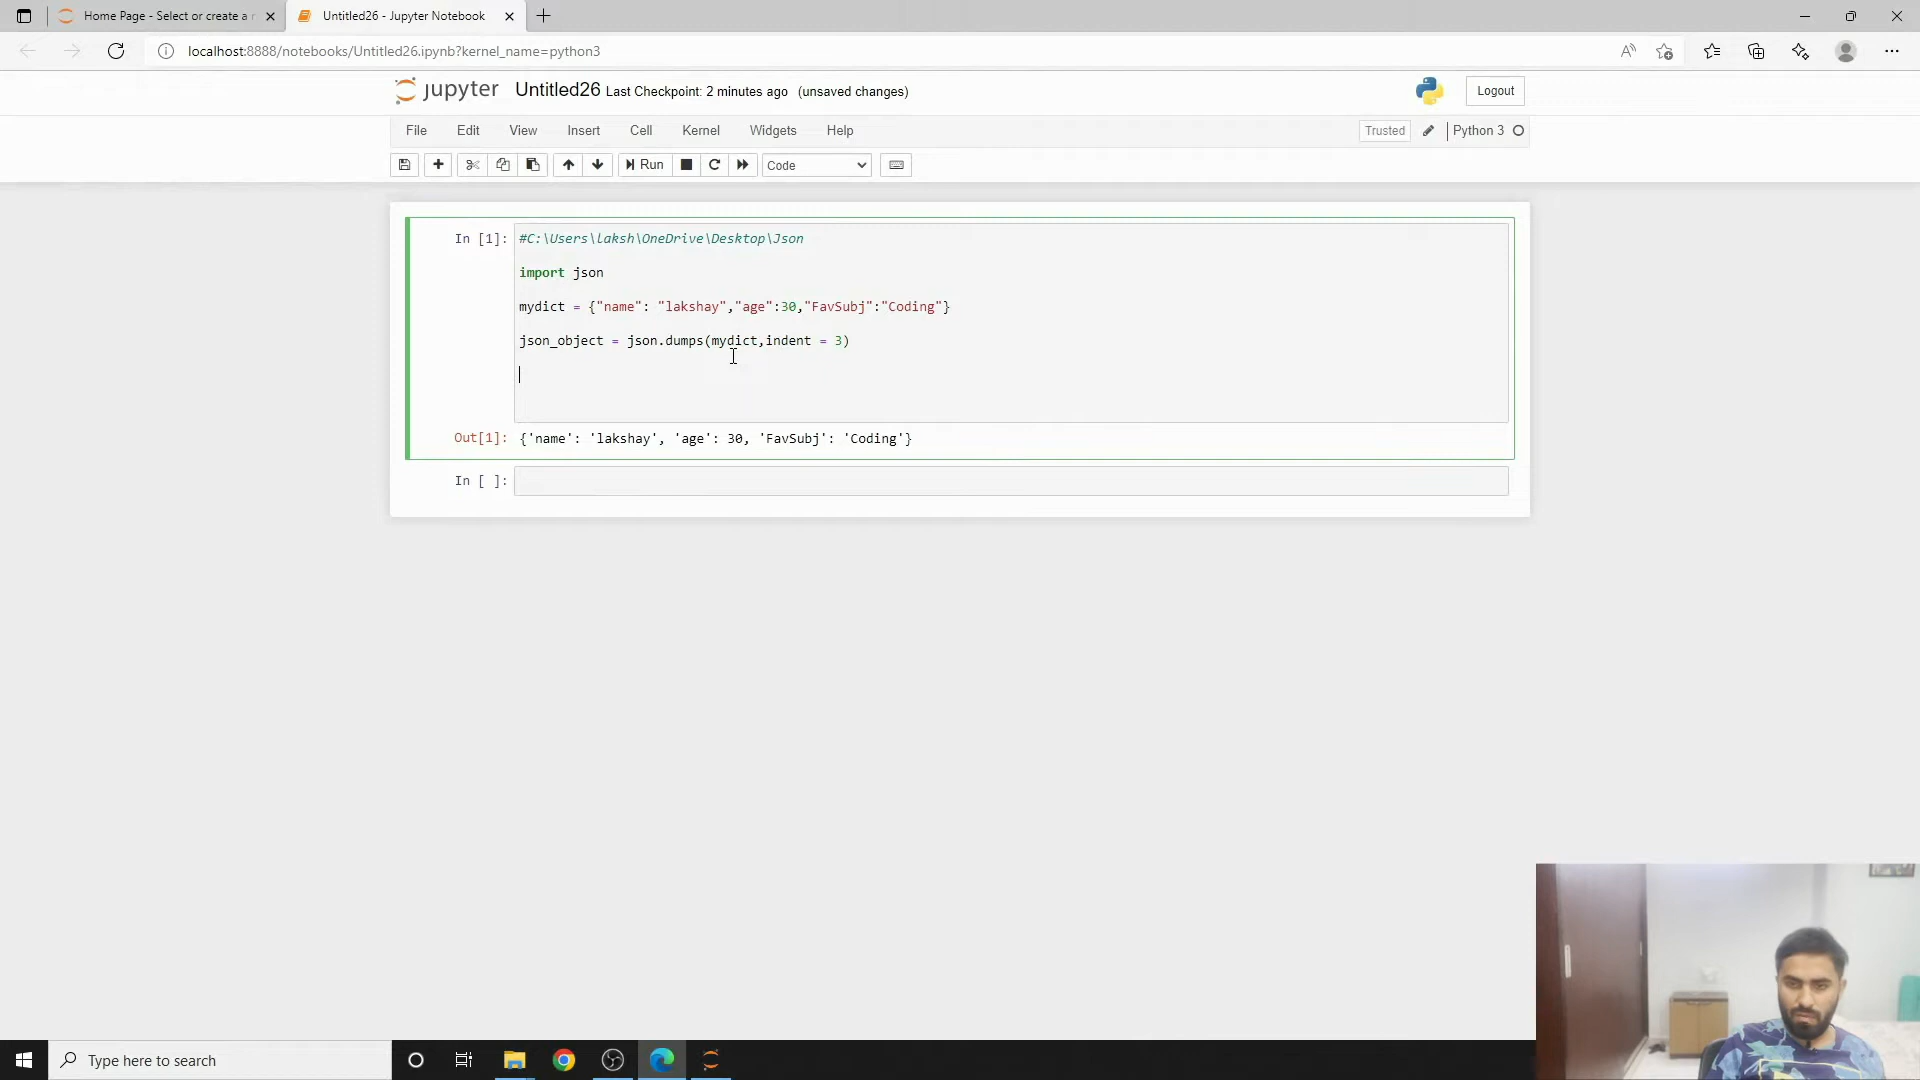 Home Page - Select or create a n
Untitled26 - Jupyter Notebook
localhost:8888/notebooks/Untitled26.ipynb?kernel_name=python3
jupyter Untitled26 Last Checkpoint: 2 minutes ago (unsaved changes)
Logout
File Edit View Insert Cell Kernel Widgets Help
Trusted Python 3
Run Code
In [1]: #C:\Users\laksh\OneDrive\Desktop\Json
import json
mydict = {"name": "lakshay","age":30,"FavSubj":"Coding"}
json_object = json.dumps(mydict,indent = 3)
Out[1]: {'name': 'lakshay', 'age': 30, 'FavSubj': 'Coding'}
In [ ]:
Type here to search